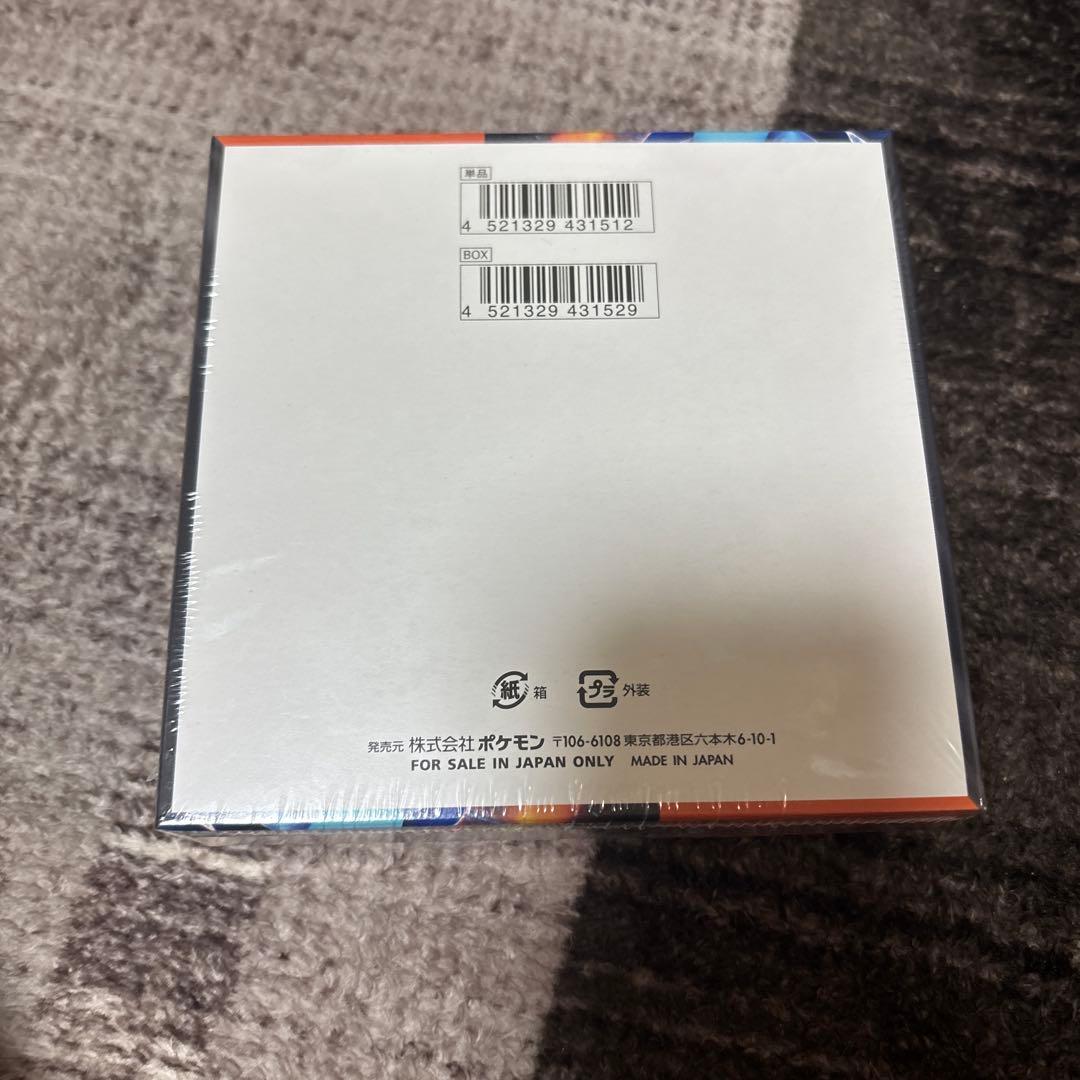 単品
4 521329 431512
BOX
4 521329 431529
紙 箱 プラ 外装
発売元 株式会社 ポケモン 〒106-6108 東京都港区六本木6-10-1
FOR SALE IN JAPAN ONLY MADE IN JAPAN